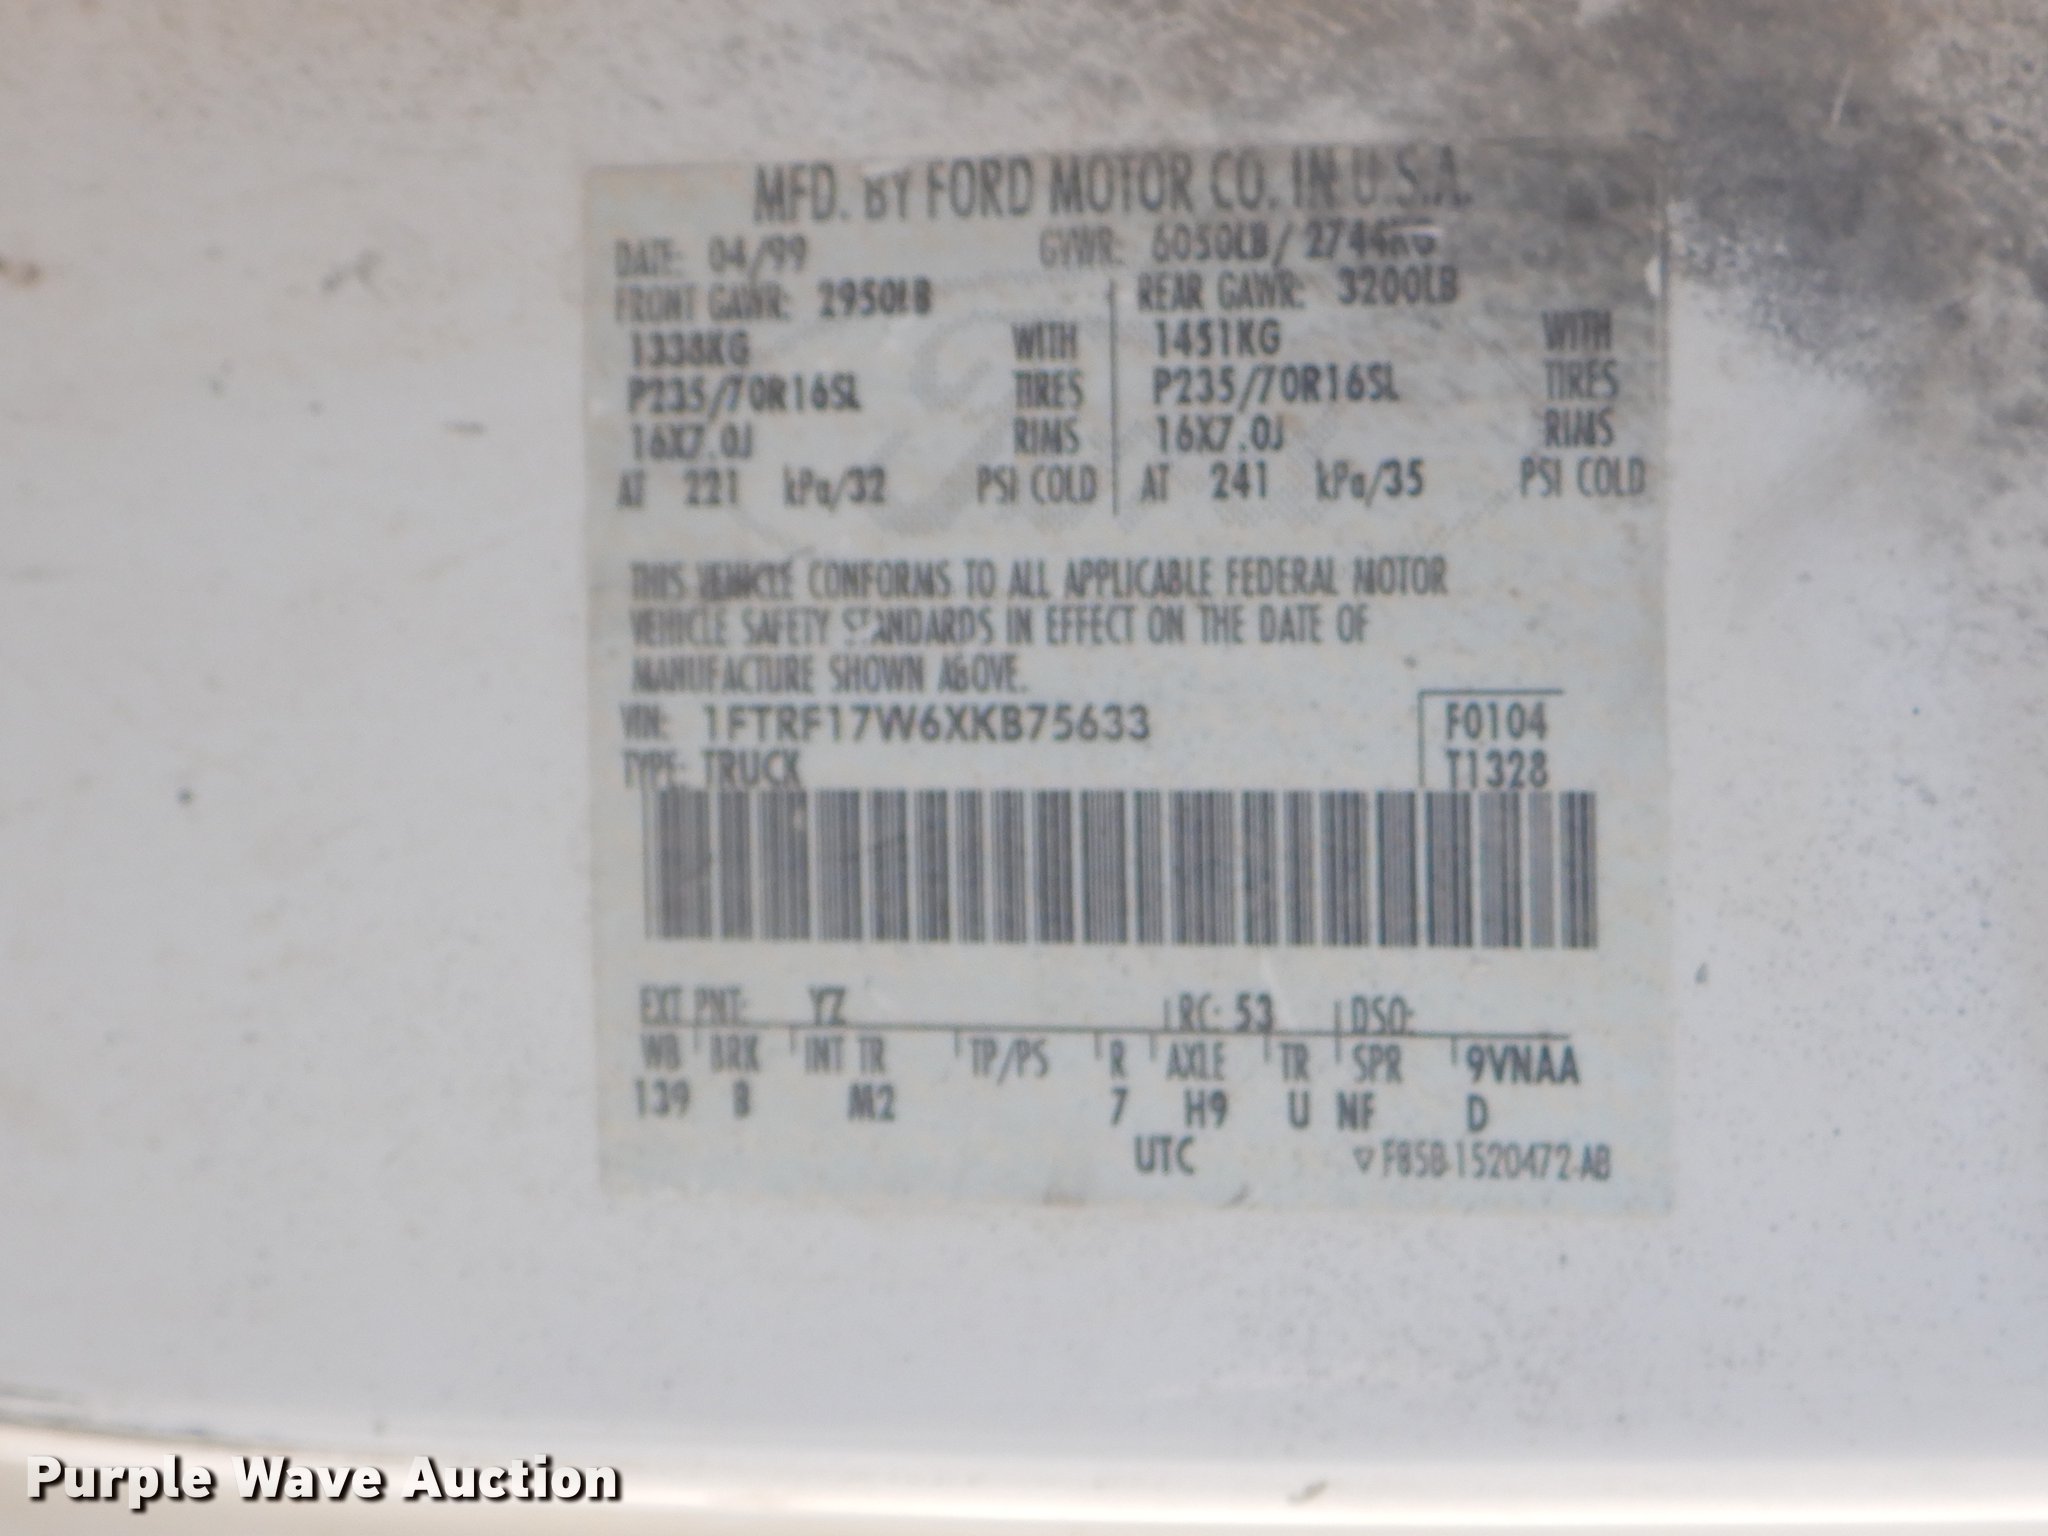 MFD. BY FORD MOTOR CO. IN U.S.A.
DATE: 04/99 GVWR: 6050LB/ 2744KG
FRONT GAWR: 2950LB REAR GAWR: 3200LB
1338KG WITH 1451KG WITH
P235/70R16SL TIRES P235/70R16SL TIRES
16X7.0J RIMS 16X7.0J RIMS
AT 221 kPa/32 PSI COLD AT 241 kPa/35 PSI COLD
THIS VEHICLE CONFORMS TO ALL APPLICABLE FEDERAL MOTOR
VEHICLE SAFETY STANDARDS IN EFFECT ON THE DATE OF
MANUFACTURE SHOWN ABOVE.
VIN: 1FTRF17W6XKB75633 F0104
TYPE: TRUCK T1328
EXT PNT: YZ RC: 53 DSO:
WB BRK INT TR TP/PS R AXLE TR SPR 9VNAA
139 B M2 7 H9 U NF D
UTC ▽ F85B-1520472-AB
Purple Wave Auction